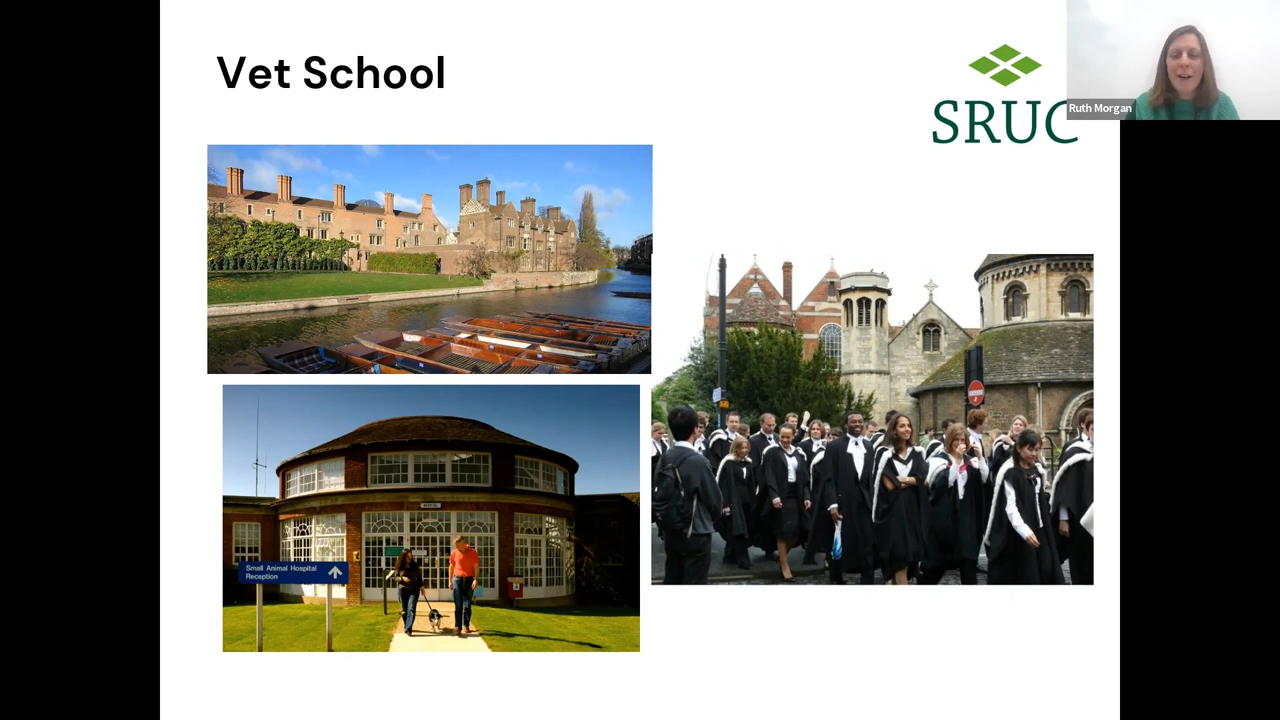 Vet School
SRUC
Ruth Morgan
Small Animal Hospital
Reception